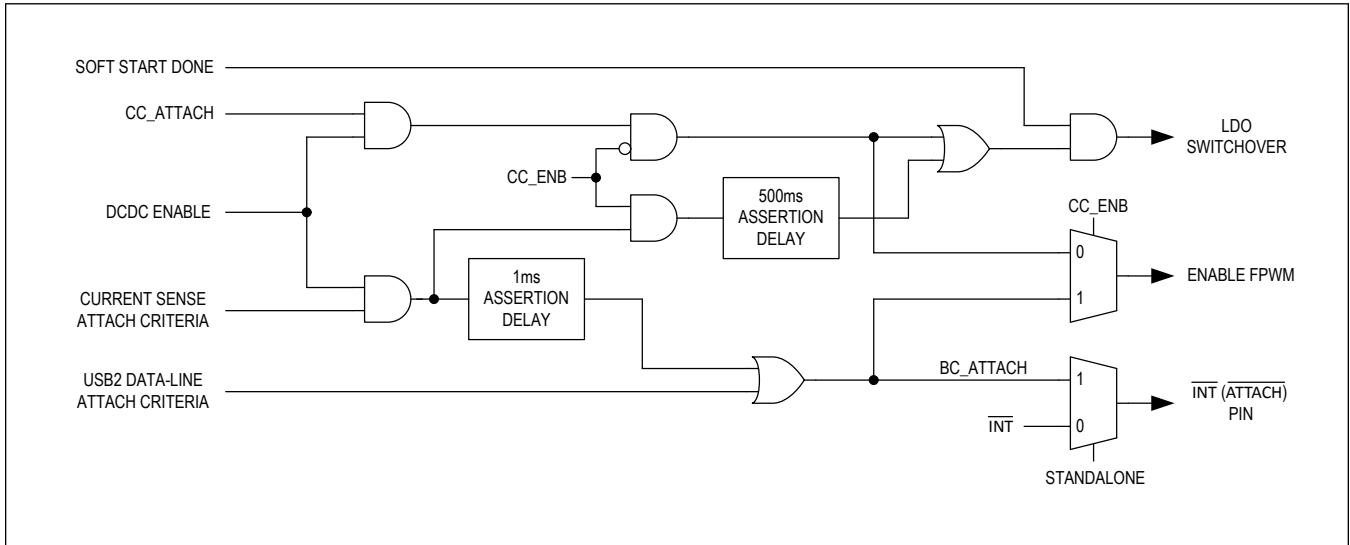 SOFT START DONE
CC_ATTACH
DCDC ENABLE
CURRENT SENSE
ATTACH CRITERIA
USB2 DATA-LINE
ATTACH CRITERIA
CC_ENB
1ms
ASSERTION
DELAY
500ms
ASSERTION
DELAY
LDO
SWITCHOVER
CC_ENB
0
1
ENABLE FPWM
BC_ATTACH
1
0
INT
INT (ATTACH)
PIN
STANDALONE